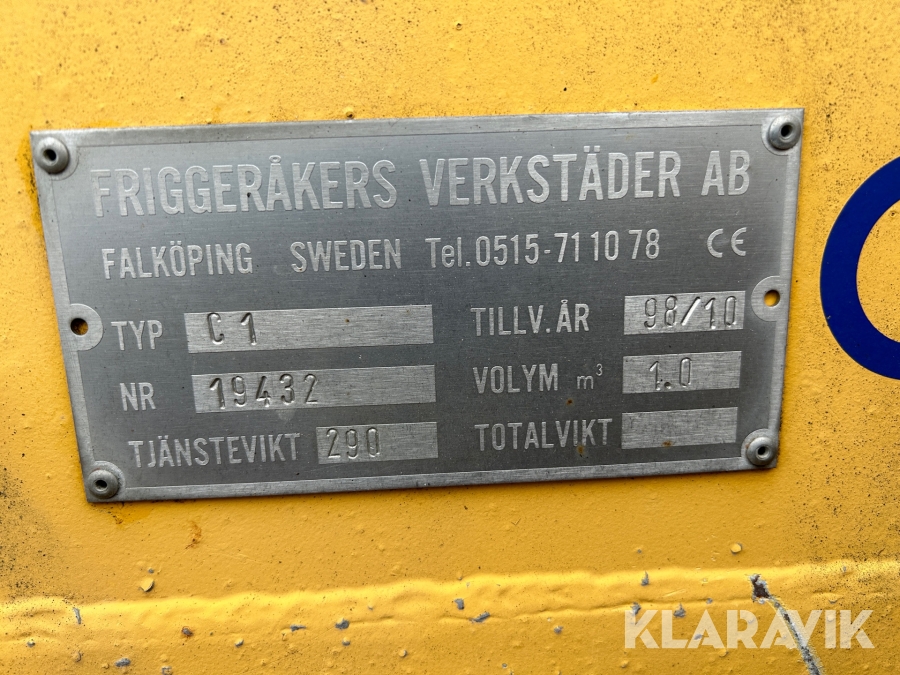 FRIGGERÅKERS VERKSTÄDER AB
FALKÖPING SWEDEN Tel.0515-71 10 78 CE
TYP C1 TILLV.ÅR 98/10
NR 19432 VOLYM m³ 1.0
TJÄNSTEVIKT 290 TOTALVIKT
KLARAVIK